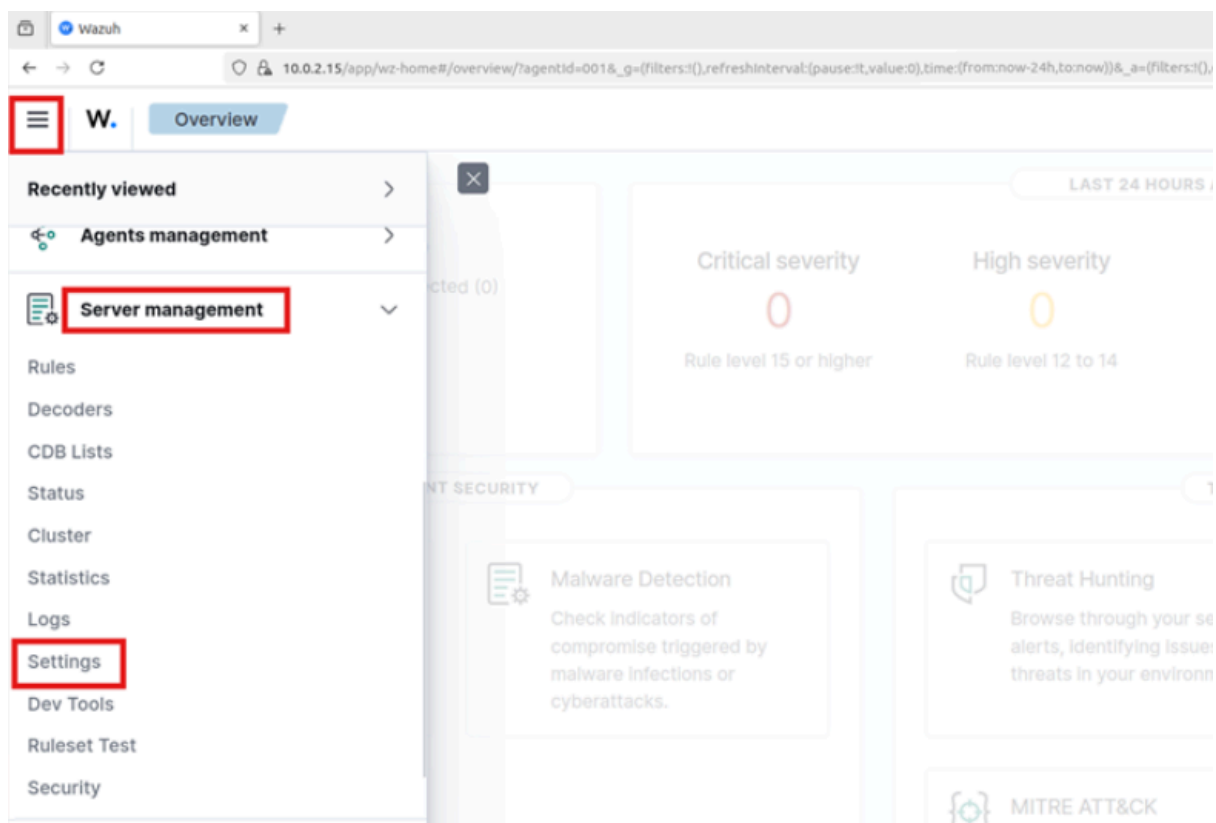 Wazuh
10.0.2.15/app/wz-home#/overview/?agentId=001&_g=(filters:!(),refreshInterval:(pause:!t,value:0),time:(from:now-24h,to:now))&_a=(filters:!(),
W.
Overview
Recently viewed
LAST 24 HOURS
Agents management
Critical severity
High severity
cted (0)
Server management
0
0
Rule level 15 or higher
Rule level 12 to 14
Rules
Decoders
CDB Lists
Status
NT SECURITY
Cluster
Statistics
Malware Detection
Threat Hunting
Logs
Check indicators of
Browse through your se
Settings
compromise triggered by
alerts, identifying issues
malware infections or
threats in your environm
Dev Tools
cyberattacks.
Ruleset Test
Security
MITRE ATT&CK